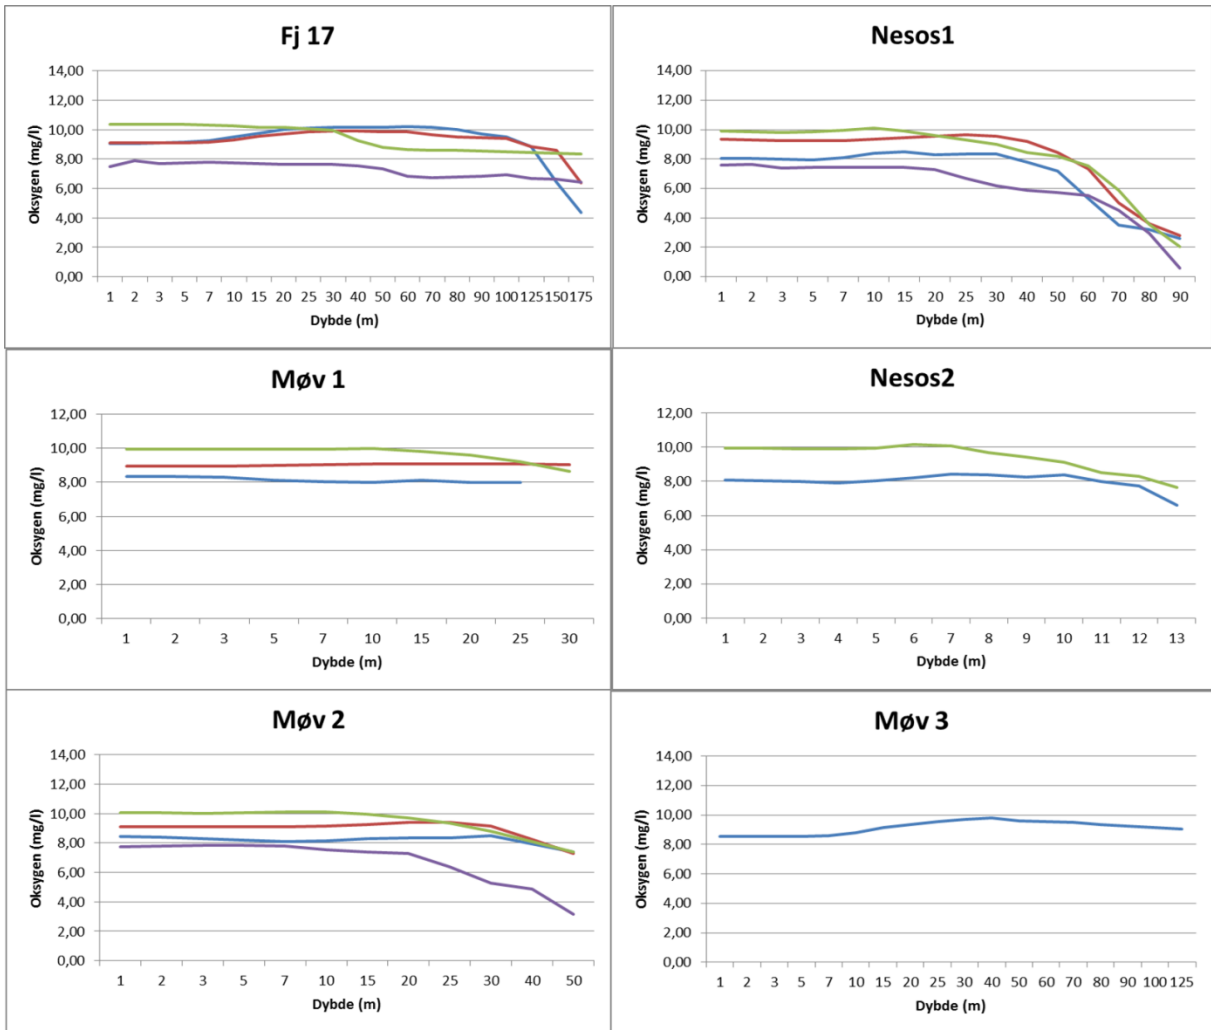 Fj 17
14,00
12,00
10,00
8,00
6,00
4,00
2,00
0,00
Oksygen (mg/l)
1 2 3 5 7 10 15 20 25 30 40 50 60 70 80 90 100 125 150 175
Dybde (m)
Nesos1
14,00
12,00
10,00
8,00
6,00
4,00
2,00
0,00
Oksygen (mg/l)
1 2 3 5 7 10 15 20 25 30 40 50 60 70 80 90
Dybde (m)
Møv 1
12,00
10,00
8,00
6,00
4,00
2,00
0,00
Oksygen (mg/l)
1 2 3 5 7 10 15 20 25 30
Dybde (m)
Nesos2
12,00
10,00
8,00
6,00
4,00
2,00
0,00
Oksygen (mg/l)
1 2 3 4 5 6 7 8 9 10 11 12 13
Dybde (m)
Møv 2
14,00
12,00
10,00
8,00
6,00
4,00
2,00
0,00
Oksygen (mg/l)
1 2 3 5 7 10 15 20 25 30 40 50
Dybde (m)
Møv 3
14,00
12,00
10,00
8,00
6,00
4,00
2,00
0,00
Oksygen (mg/l)
1 2 3 5 7 10 15 20 25 30 40 50 60 70 80 90 100 125
Dybde (m)